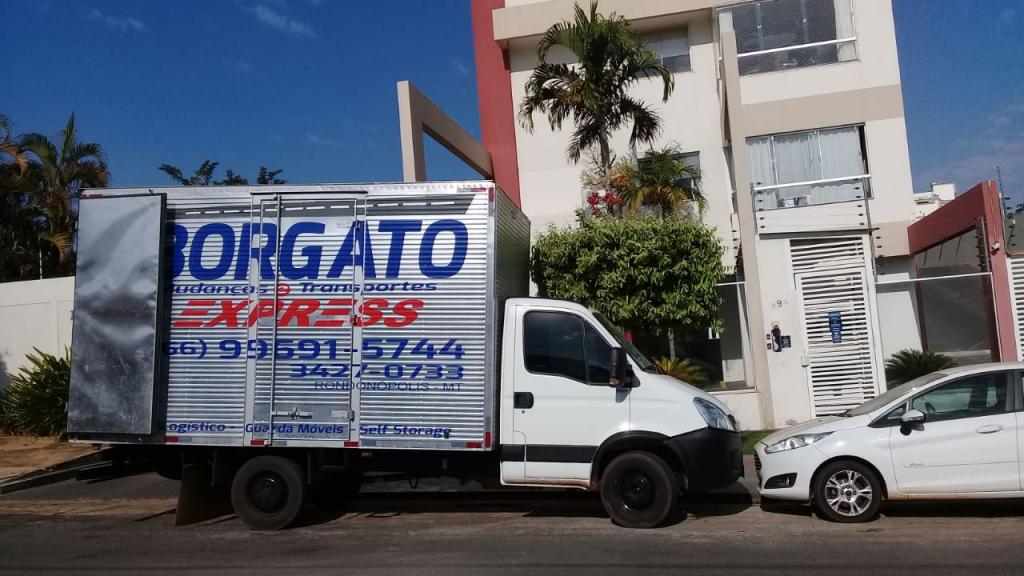 BORGATO
Mudanças e Transportes
EXPRESS
66) 99591-5744
3427-0733
RONDONÓPOLIS - MT
Logístico - Guarda Móveis - Self Storage